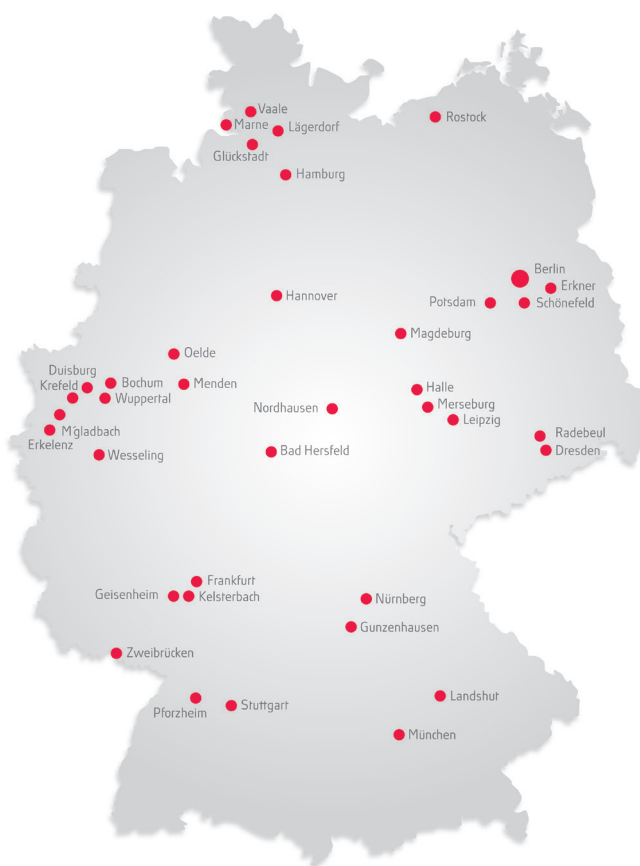 Vaale
Rostock
Marne
Lägerdorf
Glückstadt
Hamburg
Berlin
Erkner
Hannover
Potsdam
Schönefeld
Magdeburg
Oelde
Duisburg
Bochum
Menden
Krefeld
Halle
Wuppertal
Merseburg
Nordhausen
Leipzig
M'gladbach
Radebeul
Erkelenz
Bad Hersfeld
Dresden
Wesseling
Frankfurt
Geisenheim
Kelsterbach
Nürnberg
Gunzenhausen
Zweibrücken
Landshut
Pforzheim
Stuttgart
München